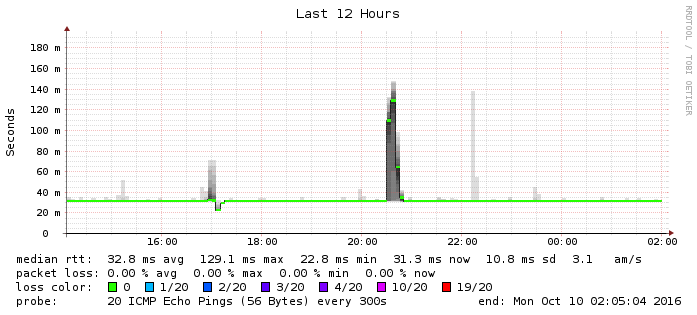 Last 12 Hours
RRDTOOL / TOBI OETIKER
Seconds
180 m
160 m
140 m
120 m
100 m
80 m
60 m
40 m
20 m
0
16:00 18:00 20:00 22:00 00:00 02:00
median rtt: 32.8 ms avg 129.1 ms max 22.8 ms min 31.3 ms now 10.8 ms sd 3.1 am/s
packet loss: 0.00 % avg 0.00 % max 0.00 % min 0.00 % now
loss color: 0 1/20 2/20 3/20 4/20 10/20 19/20
probe: 20 ICMP Echo Pings (56 Bytes) every 300s end: Mon Oct 10 02:05:04 2016